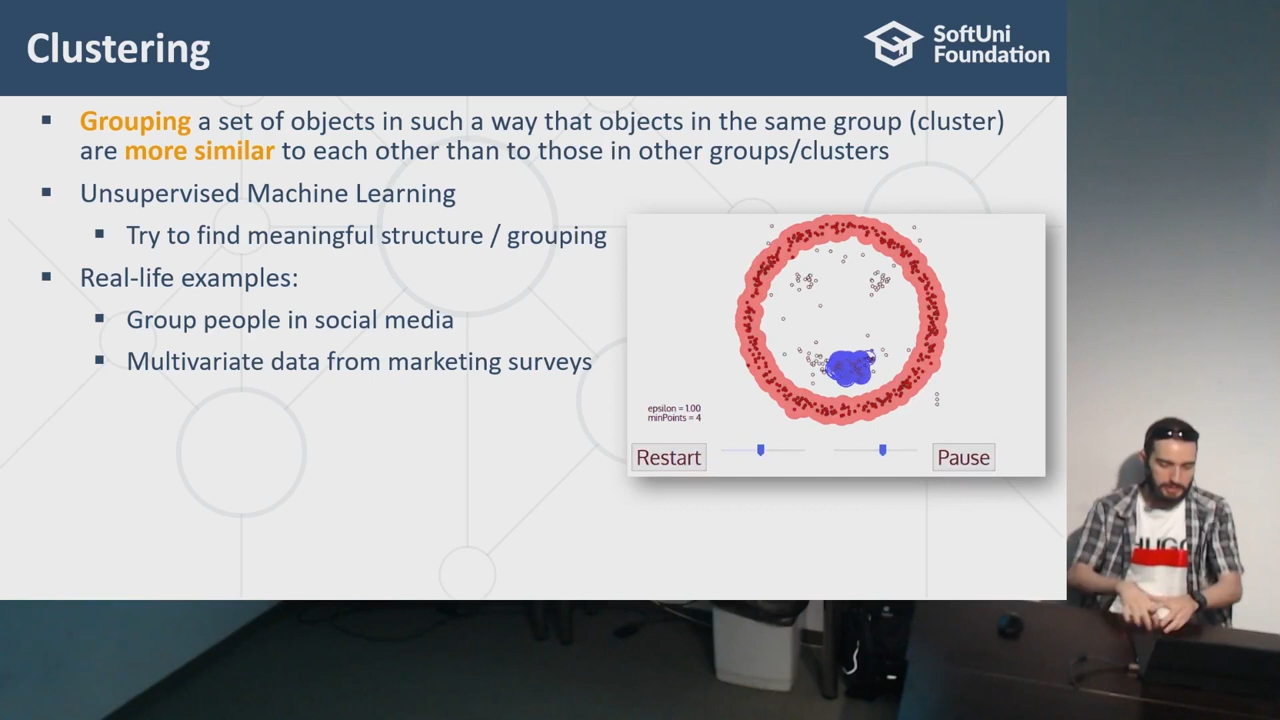 Clustering
SoftUni
Foundation
Grouping a set of objects in such a way that objects in the same group (cluster)
are more similar to each other than to those in other groups/clusters
Unsupervised Machine Learning
Try to find meaningful structure / grouping
Real-life examples:
Group people in social media
Multivariate data from marketing surveys
epsilon = 1.00
minPoints = 4
Restart
Pause
HUGO